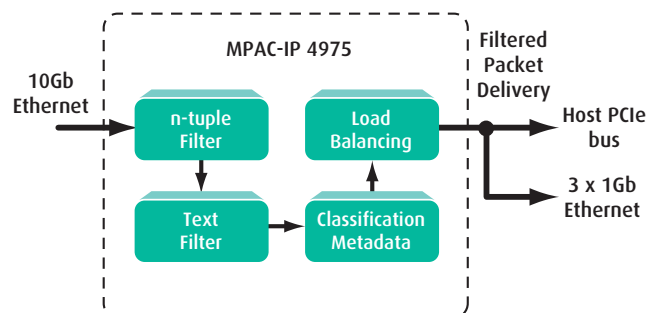 MPAC-IP 4975
Filtered
Packet
Delivery
10Gb
Ethernet
n-tuple
Filter
Load
Balancing
Host PCIe
bus
Text
Filter
Classification
Metadata
3 x 1Gb
Ethernet